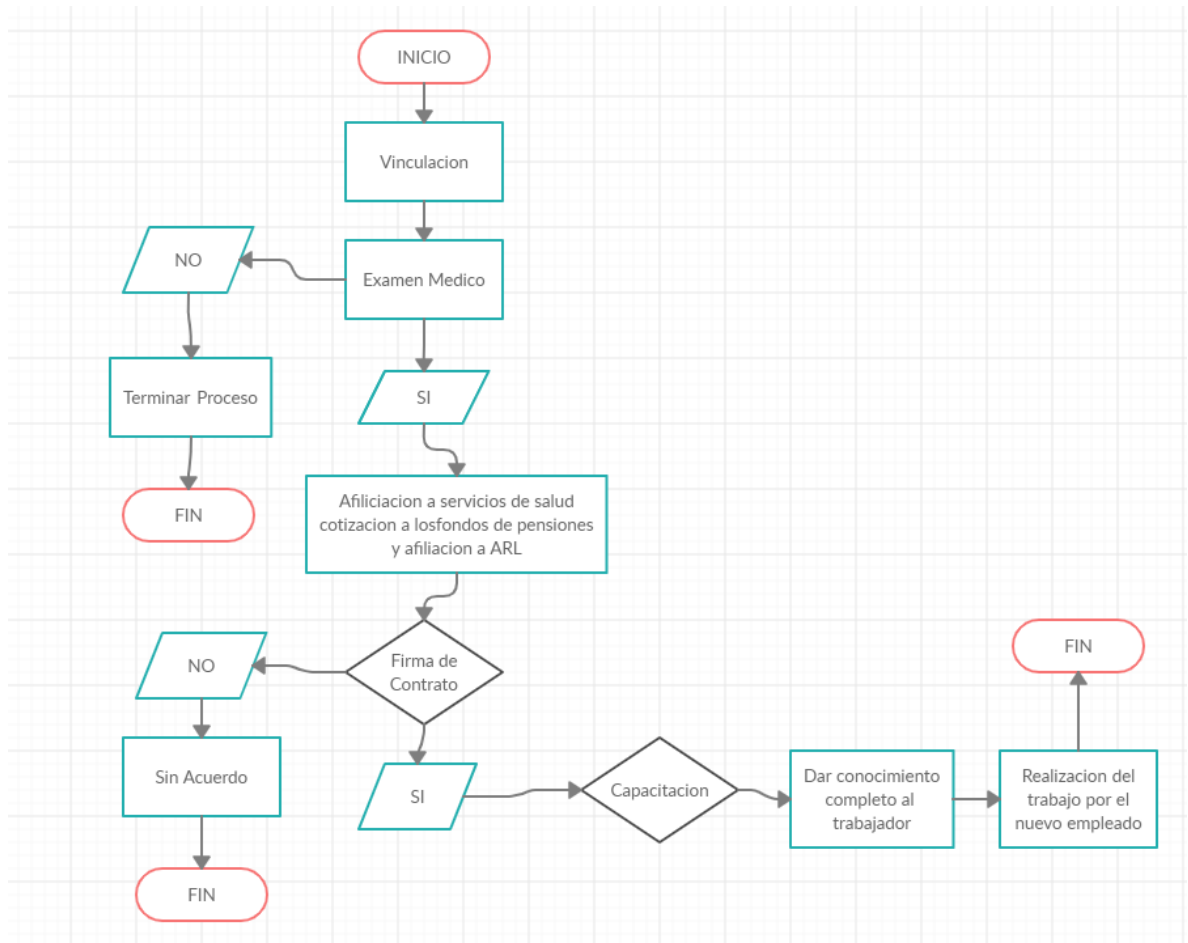 INICIO
Vinculacion
NO
Examen Medico
Terminar Proceso
SI
FIN
Afiliciacion a servicios de salud
cotizacion a losfondos de pensiones
y afiliacion a ARL
NO
Firma de
Contrato
FIN
Sin Acuerdo
SI
Capacitacion
Dar conocimiento
completo al
trabajador
Realizacion del
trabajo por el
nuevo empleado
FIN